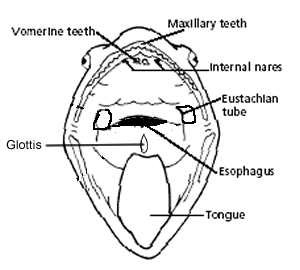 Vomerine teeth
Maxillary teeth
Internal nares
Eustachian
tube
Glottis
Esophagus
Tongue